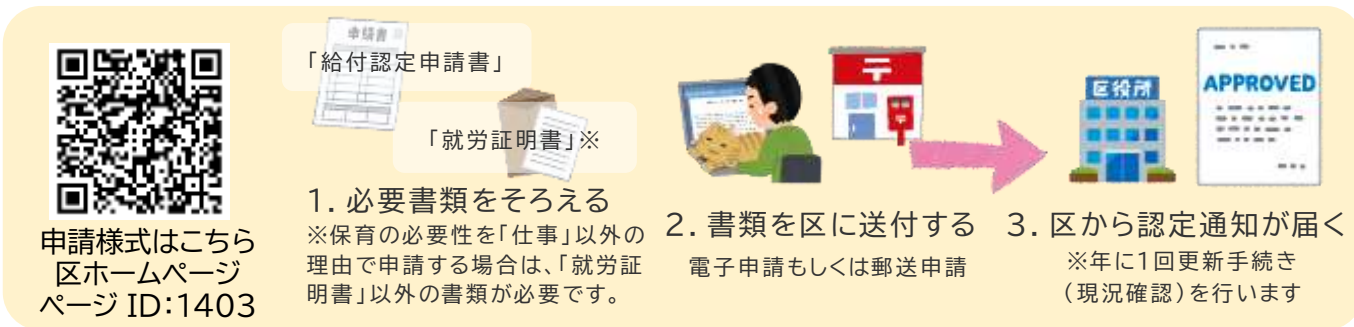 申請様式はこちら
区ホームページ
ページ ID:1403
申請書
「給付認定申請書」
「就労証明書」※
1. 必要書類をそろえる
※保育の必要性を「仕事」以外の
理由で申請する場合は、「就労証
明書」以外の書類が必要です。
〒
2. 書類を区に送付する
電子申請もしくは郵送申請
区役所
APPROVED
3. 区から認定通知が届く
※年に1回更新手続き
(現況確認)を行います